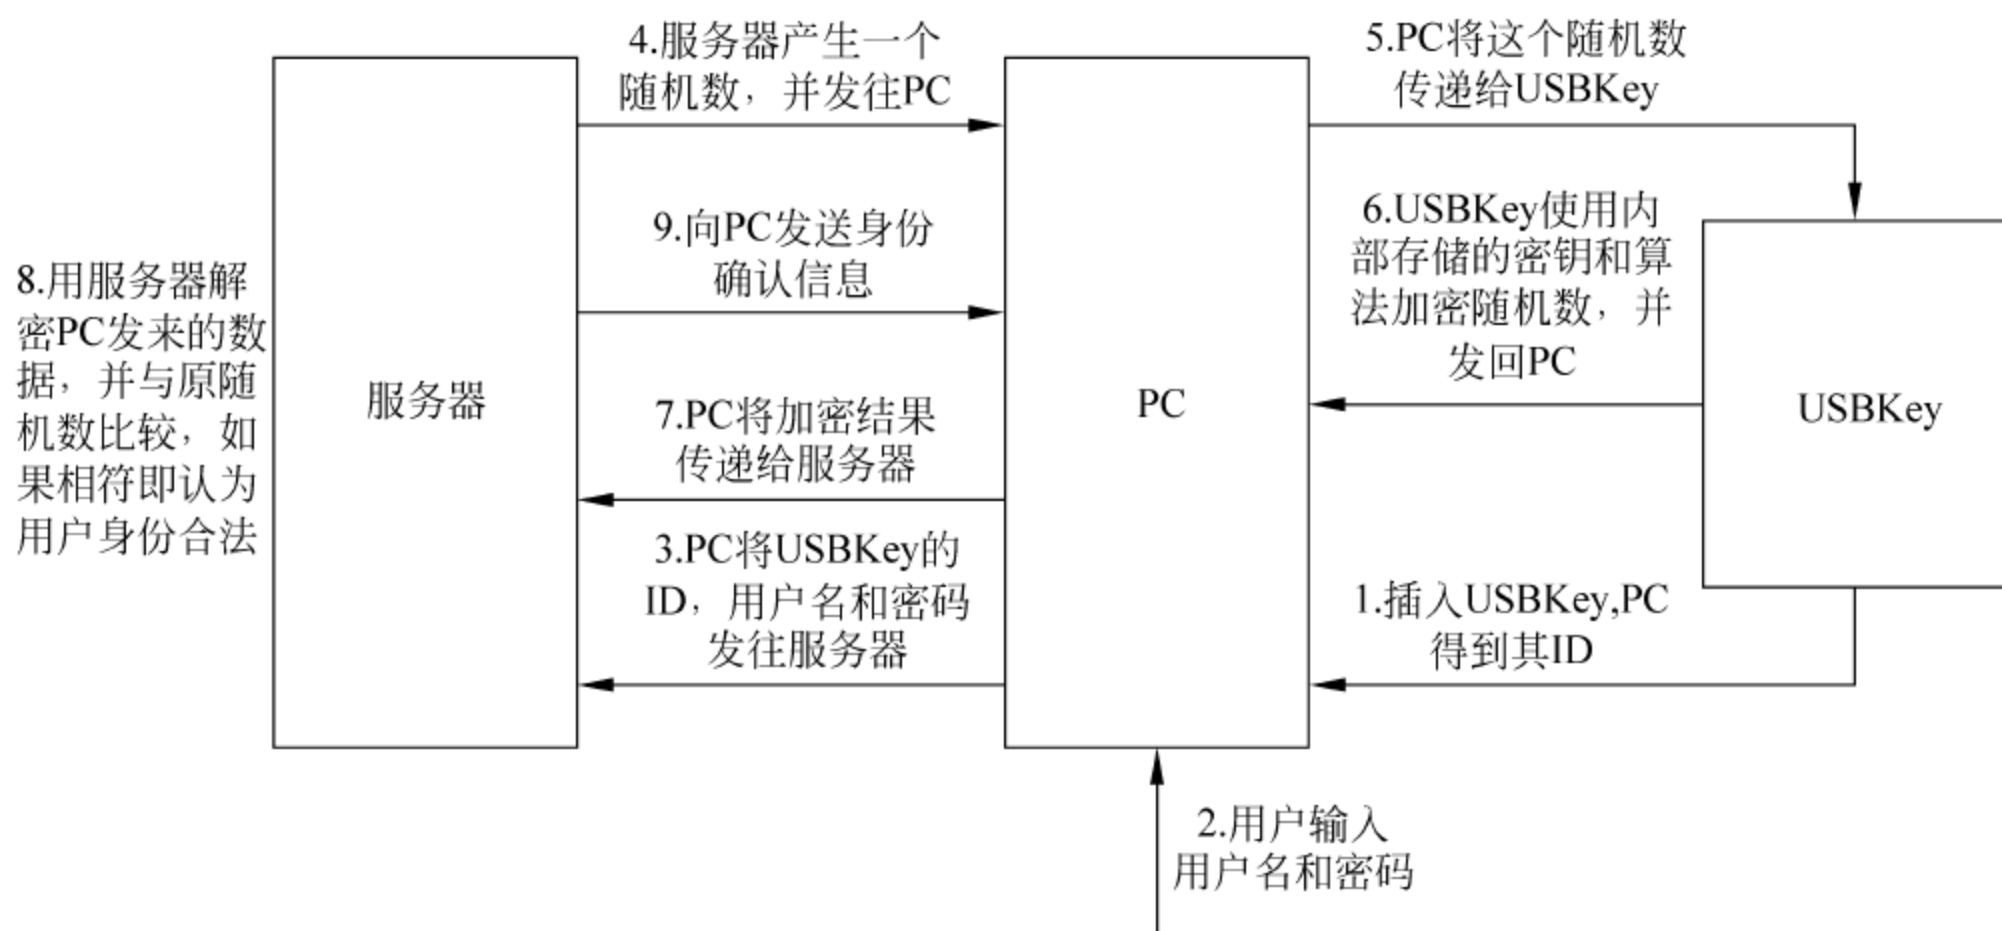 4.服务器产生一个
随机数，并发往PC
5.PC将这个随机数
传递给USBKey
9.向PC发送身份
确认信息
6.USBKey使用内
部存储的密钥和算
法加密随机数，并
发回PC
8.用服务器解
密PC发来的数
据，并与原随
机数比较，如
果相符即认为
用户身份合法
服务器
7.PC将加密结果
传递给服务器
PC
USBKey
3.PC将USBKey的
ID，用户名和密码
发往服务器
1.插入USBKey,PC
得到其ID
2.用户输入
用户名和密码